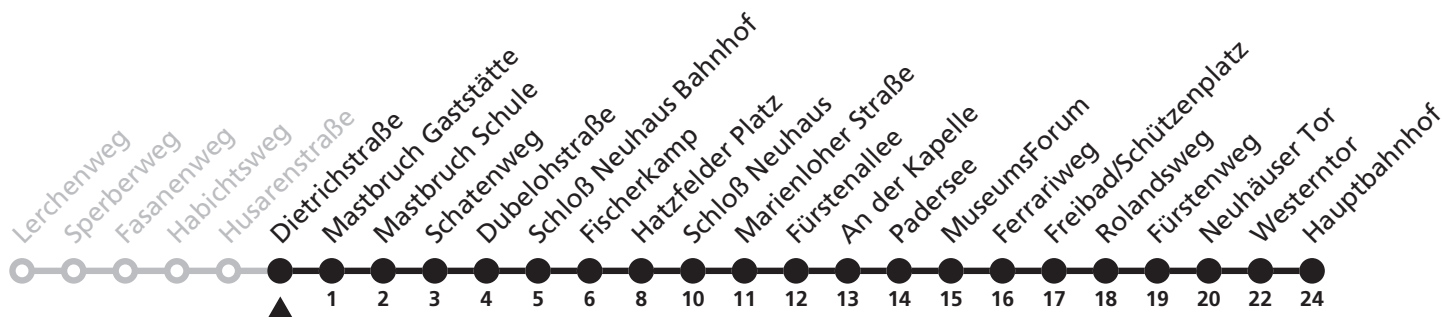 Lerchenweg
Sperberweg
Fasanenweg
Habichtsweg
Husarenstraße
Dietrichstraße
Mastbruch Gaststätte
Mastbruch Schule
Schatenweg
Dubelohstraße
Schloß Neuhaus Bahnhof
Fischerkamp
Hatzfelder Platz
Schloß Neuhaus
Marienloher Straße
Fürstenallee
An der Kapelle
Padersee
MuseumsForum
Ferrariweg
Freibad/Schützenplatz
Rolandsweg
Fürstenweg
Neuhäuser Tor
Westerntor
Hauptbahnhof
1 2 3 4 5 6 8 10 11 12 13 14 15 16 17 18 19 20 22 24